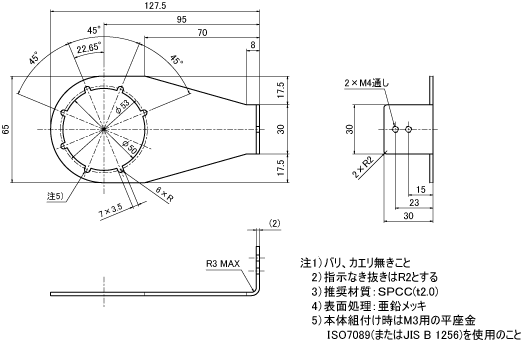 127.5
95
70
8
45°
22.65°
45°
45°
65
φ53
φ50
17.5
30
17.5
注5)
7×3.5
8×R
2×M4通し
30
2×R2
15
23
30
(2)
R3 MAX
注1)バリ、カエリ無きこと
2)指示なき抜きはR2とする
3)推奨材質:SPCC(t2.0)
4)表面処理:亜鉛メッキ
5)本体組付け時はM3用の平座金
ISO7089(またはJIS B 1256)を使用のこと